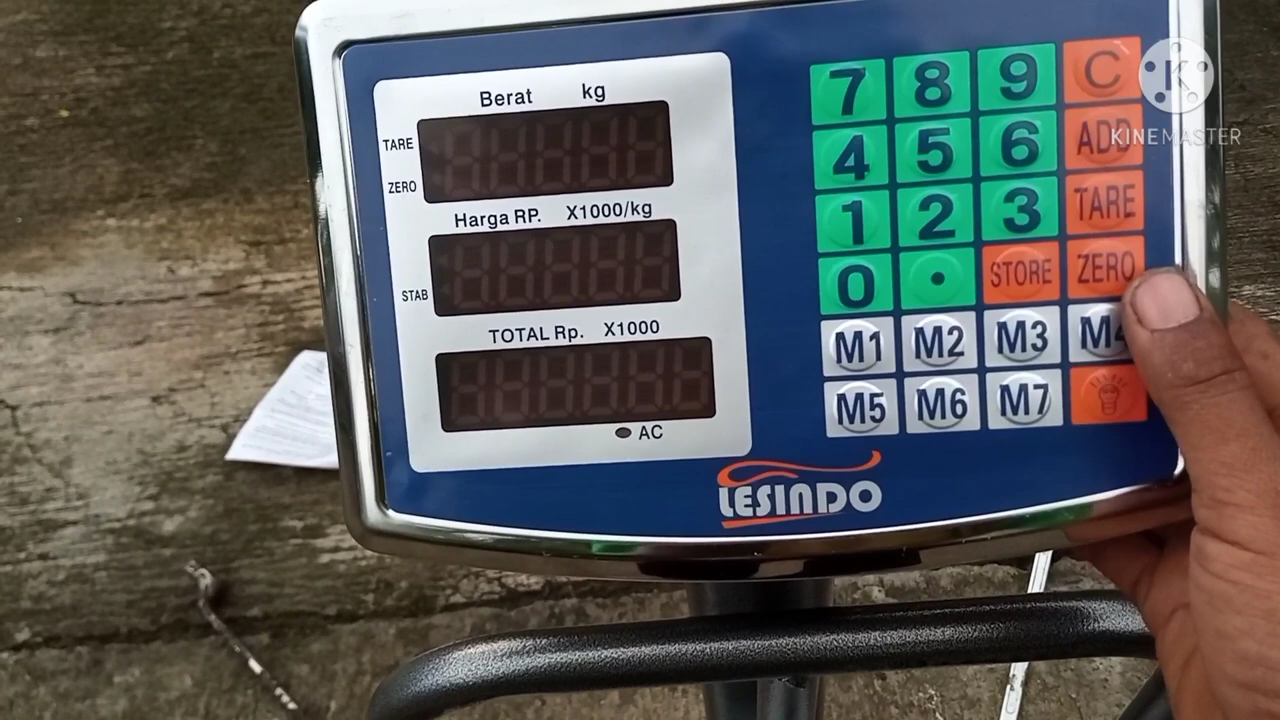 Berat kg
TARE
ZERO
Harga RP. X1000/kg
STAB
TOTAL Rp. X1000
AC
LESINDO
7 8 9 C
4 5 6 ADD
1 2 3 TARE
0 . STORE ZERO
M1 M2 M3 M4
M5 M6 M7
K
KINEMASTER